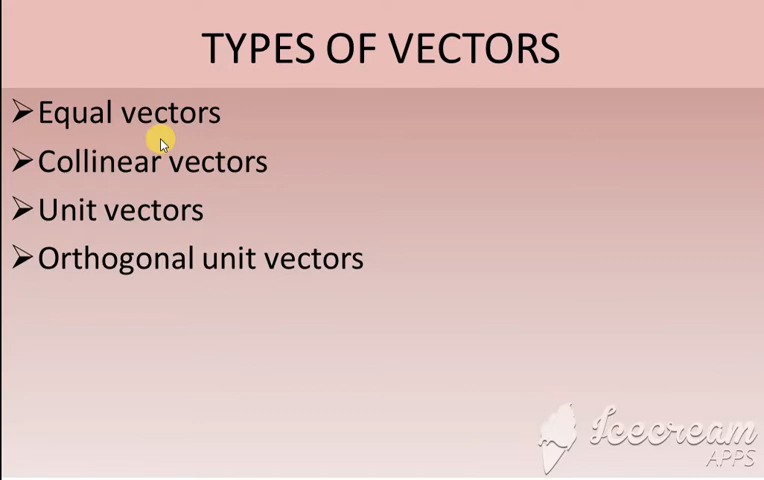 TYPES OF VECTORS
Equal vectors
Collinear vectors
Unit vectors
Orthogonal unit vectors
Icecream
APPS